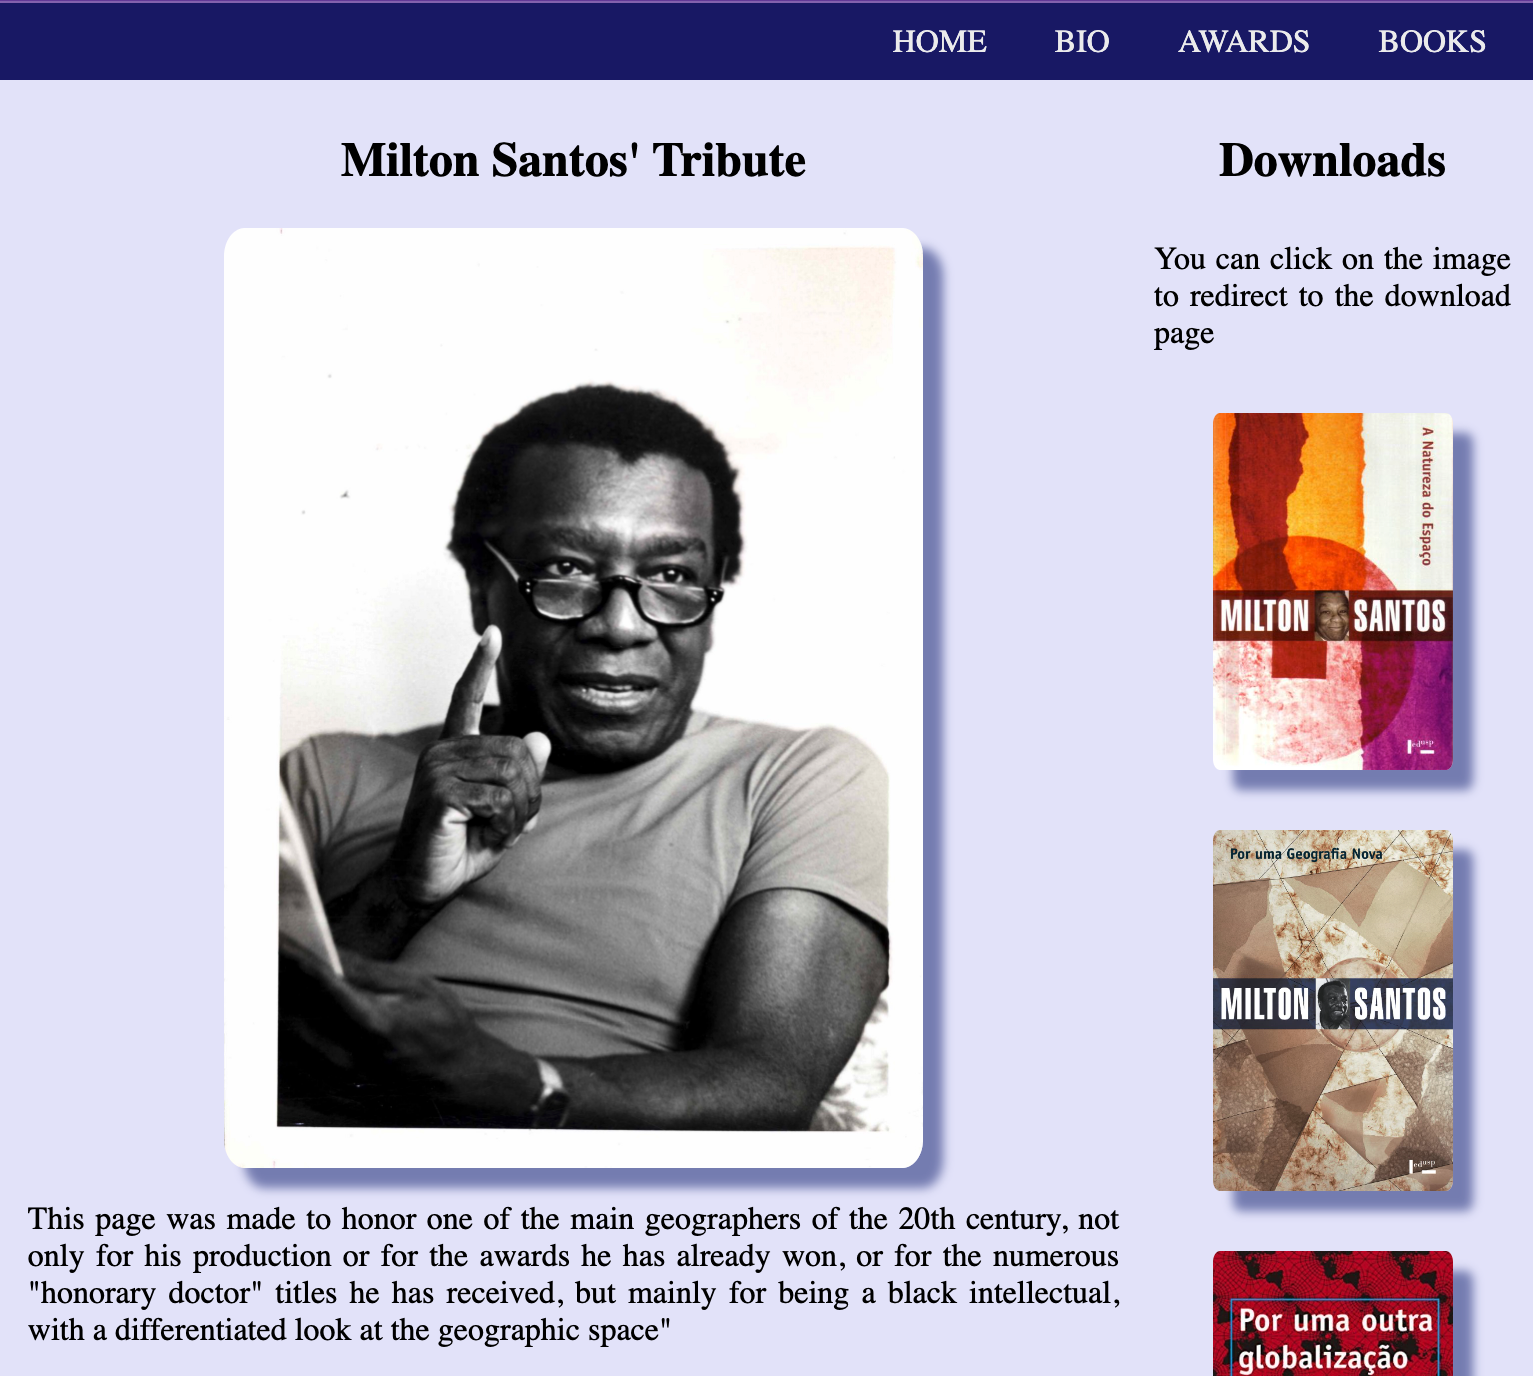 HOME BIO AWARDS BOOKS
Milton Santos' Tribute
This page was made to honor one of the main geographers of the 20th century, not
only for his production or for the awards he has already won, or for the numerous
"honorary doctor" titles he has received, but mainly for being a black intellectual,
with a differentiated look at the geographic space"
Downloads
You can click on the image
to redirect to the download
page
A Natureza do Espaço
MILTON SANTOS
edusp
Por uma Geografia Nova
MILTON SANTOS
edusp
Por uma outra
globalização